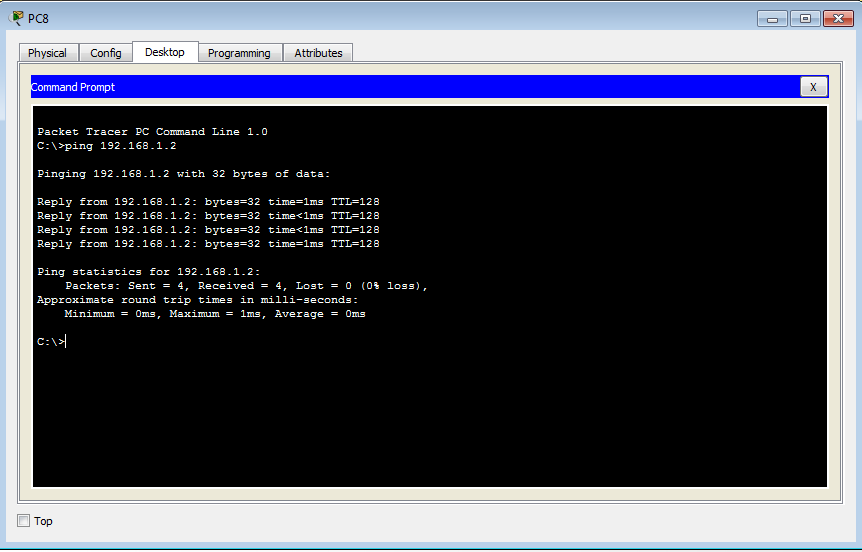 PC8
Physical Config Desktop Programming Attributes
Command Prompt X
Packet Tracer PC Command Line 1.0
C:\>ping 192.168.1.2
Pinging 192.168.1.2 with 32 bytes of data:
Reply from 192.168.1.2: bytes=32 time=1ms TTL=128
Reply from 192.168.1.2: bytes=32 time<1ms TTL=128
Reply from 192.168.1.2: bytes=32 time<1ms TTL=128
Reply from 192.168.1.2: bytes=32 time=1ms TTL=128
Ping statistics for 192.168.1.2:
Packets: Sent = 4, Received = 4, Lost = 0 (0% loss),
Approximate round trip times in milli-seconds:
Minimum = 0ms, Maximum = 1ms, Average = 0ms
C:\>
Top